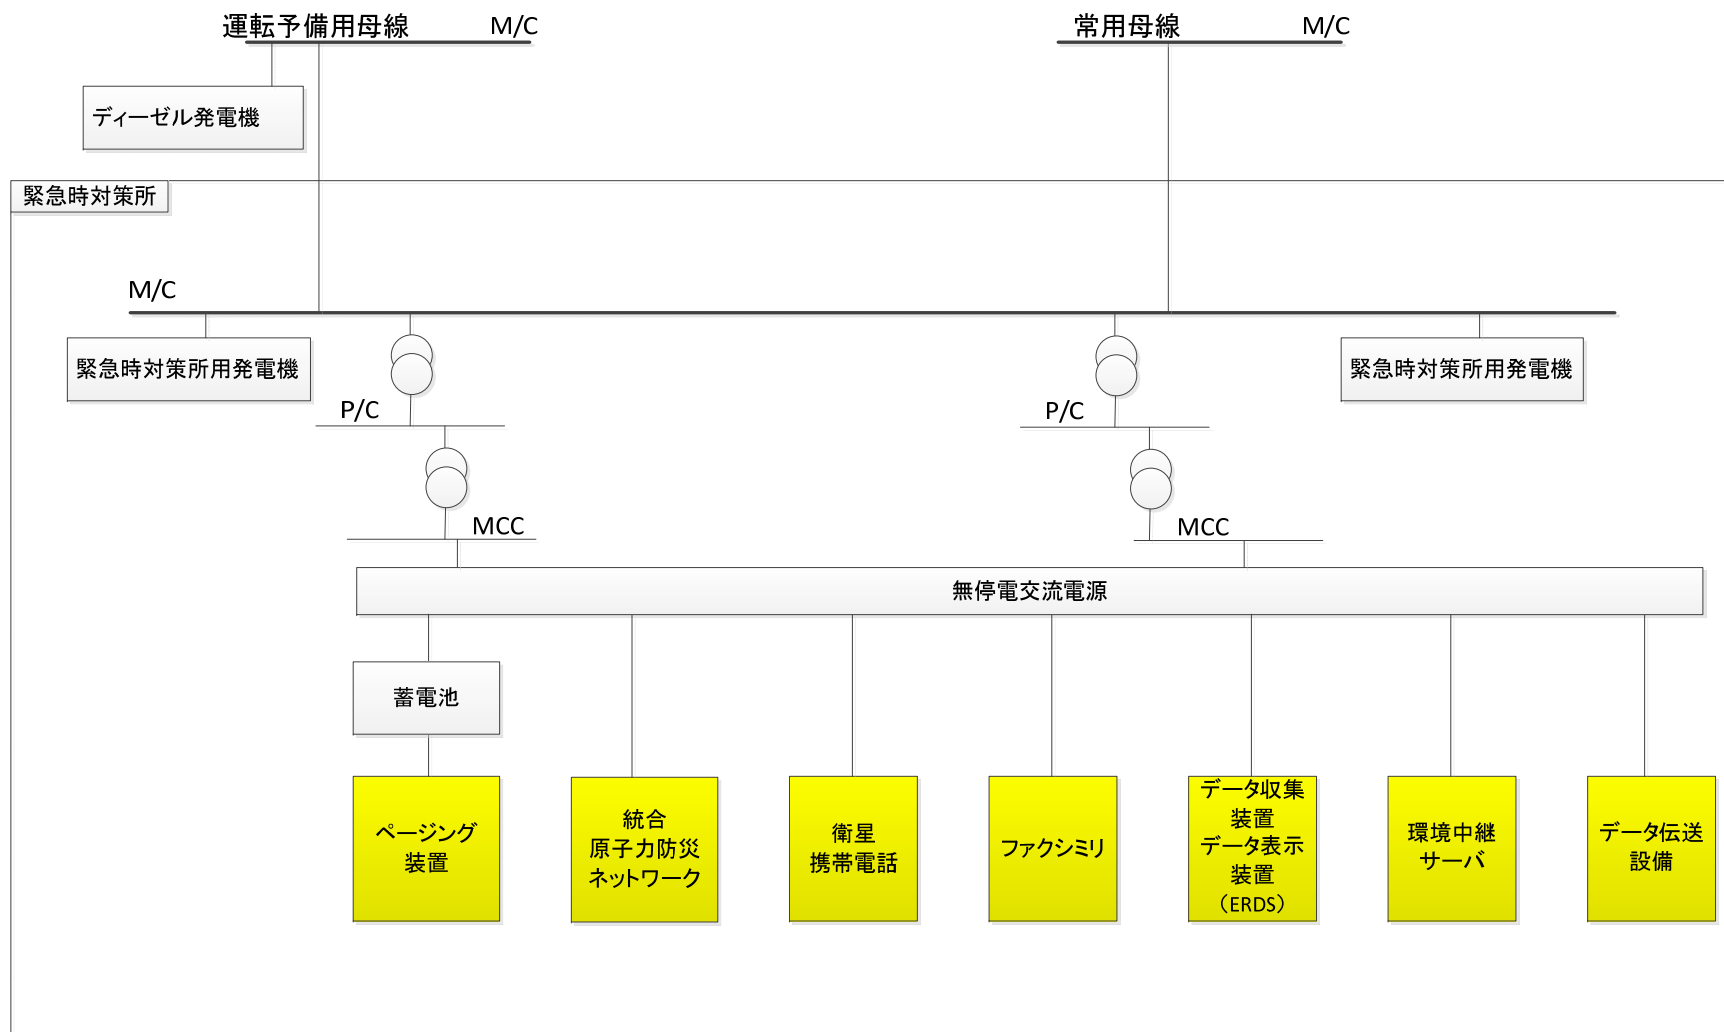 運転予備用母線 M/C
常用母線 M/C
ディーゼル発電機
緊急時対策所
M/C
緊急時対策所用発電機
緊急時対策所用発電機
P/C
P/C
MCC
MCC
無停電交流電源
蓄電池
ページング
装置
統合
原子力防災
ネットワーク
衛星
携帯電話
ファクシミリ
データ収集
装置
データ表示
装置
（ERDS）
環境中継
サーバ
データ伝送
設備